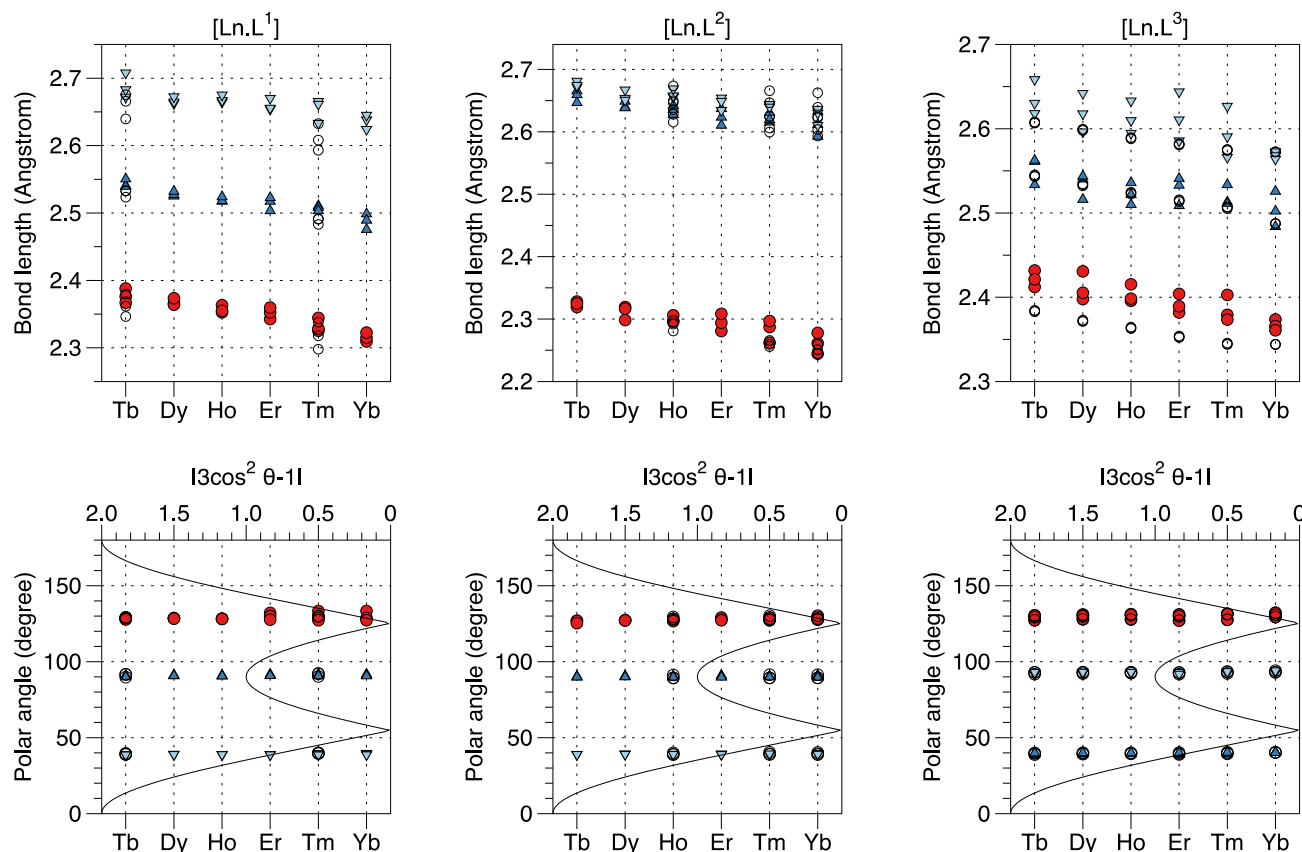 [Ln.L1]
Bond length (Angstrom)
2.7
2.6
2.5
2.4
2.3
Tb Dy Ho Er Tm Yb
[Ln.L2]
Bond length (Angstrom)
2.7
2.6
2.5
2.4
2.3
2.2
Tb Dy Ho Er Tm Yb
[Ln.L3]
Bond length (Angstrom)
2.7
2.6
2.5
2.4
2.3
Tb Dy Ho Er Tm Yb
|3cos2 θ-1|
2.0 1.5 1.0 0.5 0
Polar angle (degree)
150
100
50
0
Tb Dy Ho Er Tm Yb
|3cos2 θ-1|
2.0 1.5 1.0 0.5 0
Polar angle (degree)
150
100
50
0
Tb Dy Ho Er Tm Yb
|3cos2 θ-1|
2.0 1.5 1.0 0.5 0
Polar angle (degree)
150
100
50
0
Tb Dy Ho Er Tm Yb